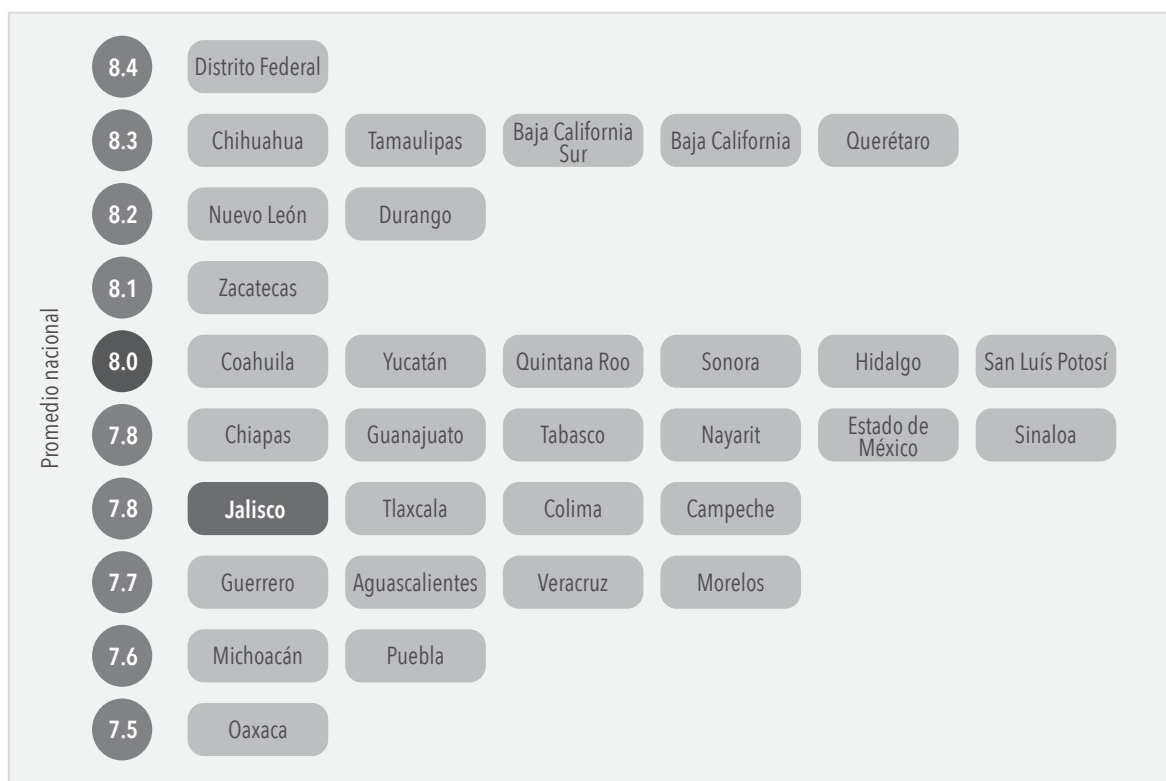 Promedio nacional
8.4 Distrito Federal
8.3 Chihuahua Tamaulipas Baja California Sur Baja California Querétaro
8.2 Nuevo León Durango
8.1 Zacatecas
8.0 Coahuila Yucatán Quintana Roo Sonora Hidalgo San Luís Potosí
7.8 Chiapas Guanajuato Tabasco Nayarit Estado de México Sinaloa
7.8 Jalisco Tlaxcala Colima Campeche
7.7 Guerrero Aguascalientes Veracruz Morelos
7.6 Michoacán Puebla
7.5 Oaxaca